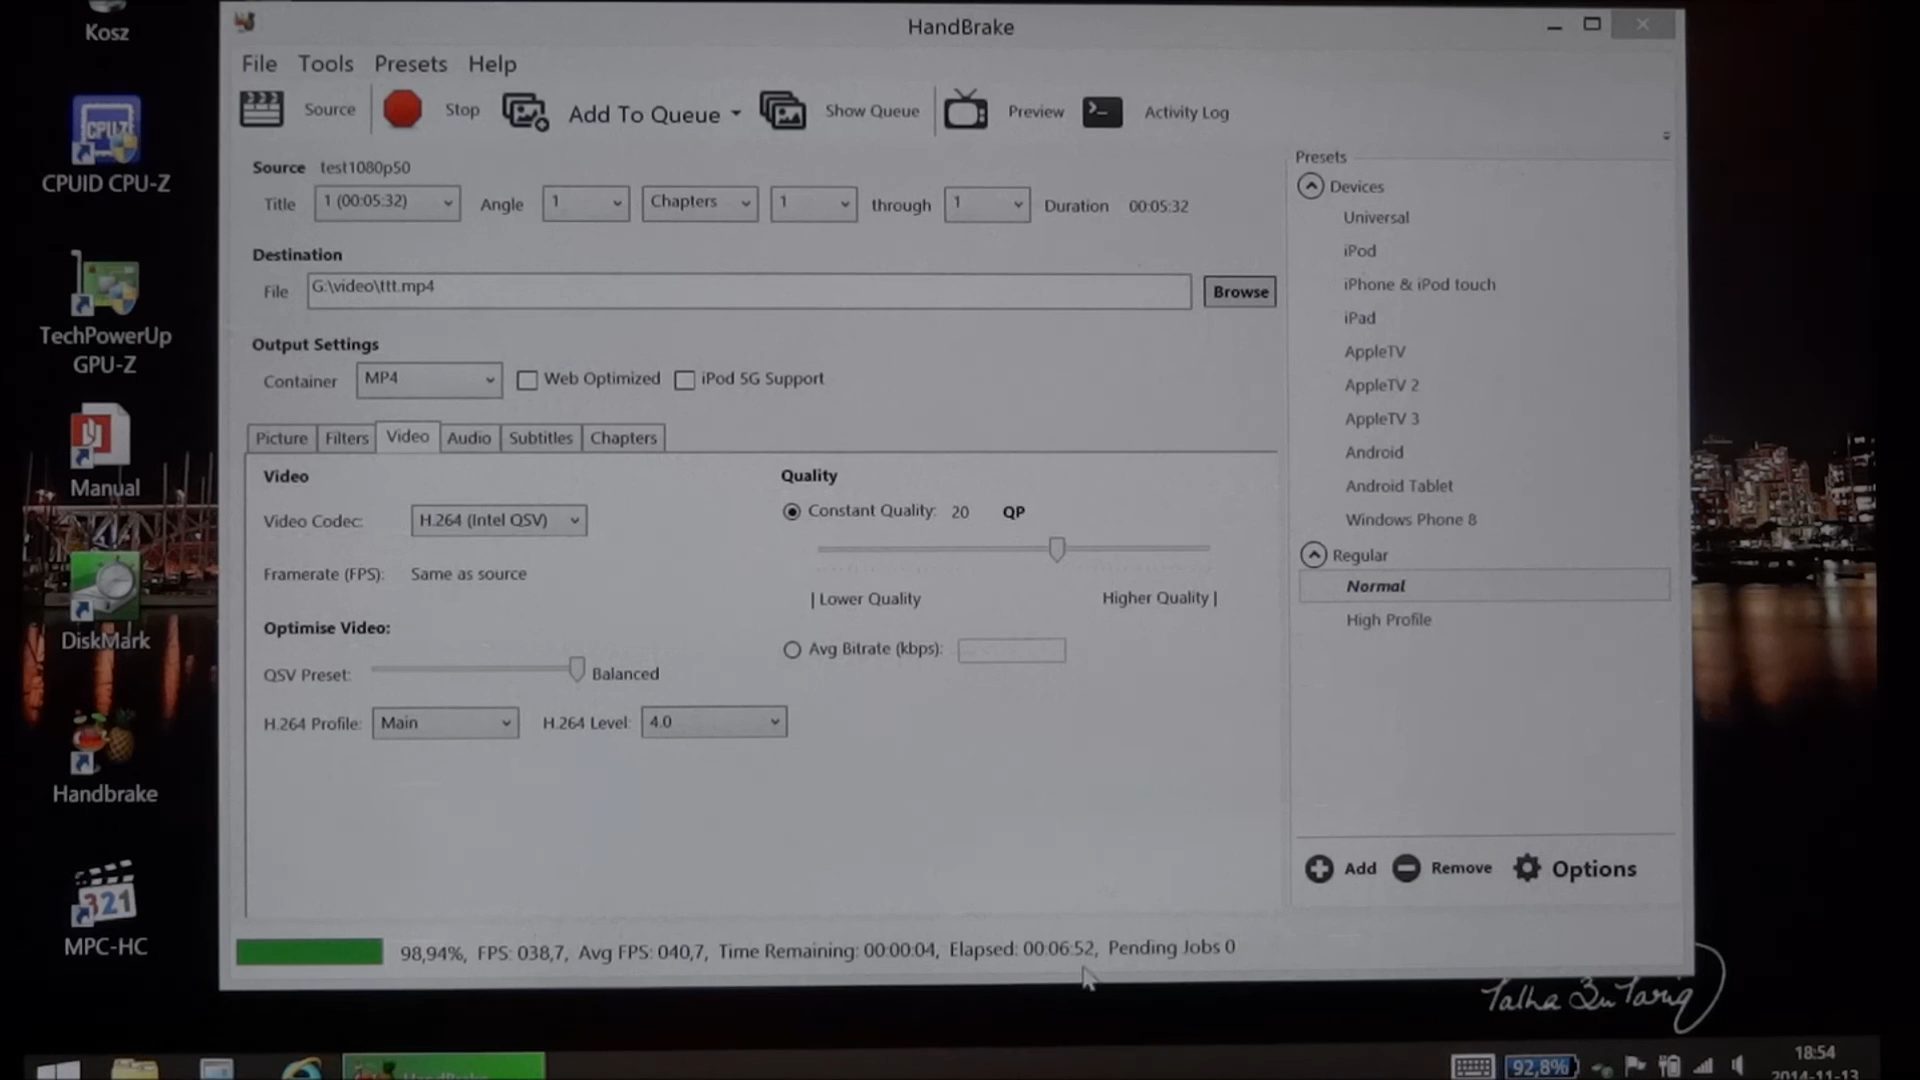 Kosz
CPUID CPU-Z
TechPowerUp
GPU-Z
Manual
DiskMark
Handbrake
321
MPC-HC
HandBrake
File Tools Presets Help
Source Stop Add To Queue Show Queue Preview Activity Log
Source test1080p50
Title 1 (00:05:32) Angle 1 Chapters 1 through 1 Duration 00:05:32
Destination
File G:\video\ttt.mp4 Browse
Output Settings
Container MP4 Web Optimized iPod 5G Support
Picture Filters Video Audio Subtitles Chapters
Video
Video Codec: H.264 (Intel QSV)
Framerate (FPS): Same as source
Optimise Video:
QSV Preset: Balanced
H.264 Profile: Main H.264 Level: 4.0
Quality
Constant Quality: 20 QP
| Lower Quality Higher Quality |
Avg Bitrate (kbps):
Presets
Devices
Universal
iPod
iPhone & iPod touch
iPad
AppleTV
AppleTV 2
AppleTV 3
Android
Android Tablet
Windows Phone 8
Regular
Normal
High Profile
Add Remove Options
98,94%, FPS: 038,7, Avg FPS: 040,7, Time Remaining: 00:00:04, Elapsed: 00:06:52, Pending Jobs 0
Talha Bin Tariq
92,8%
18:54
2014-11-13